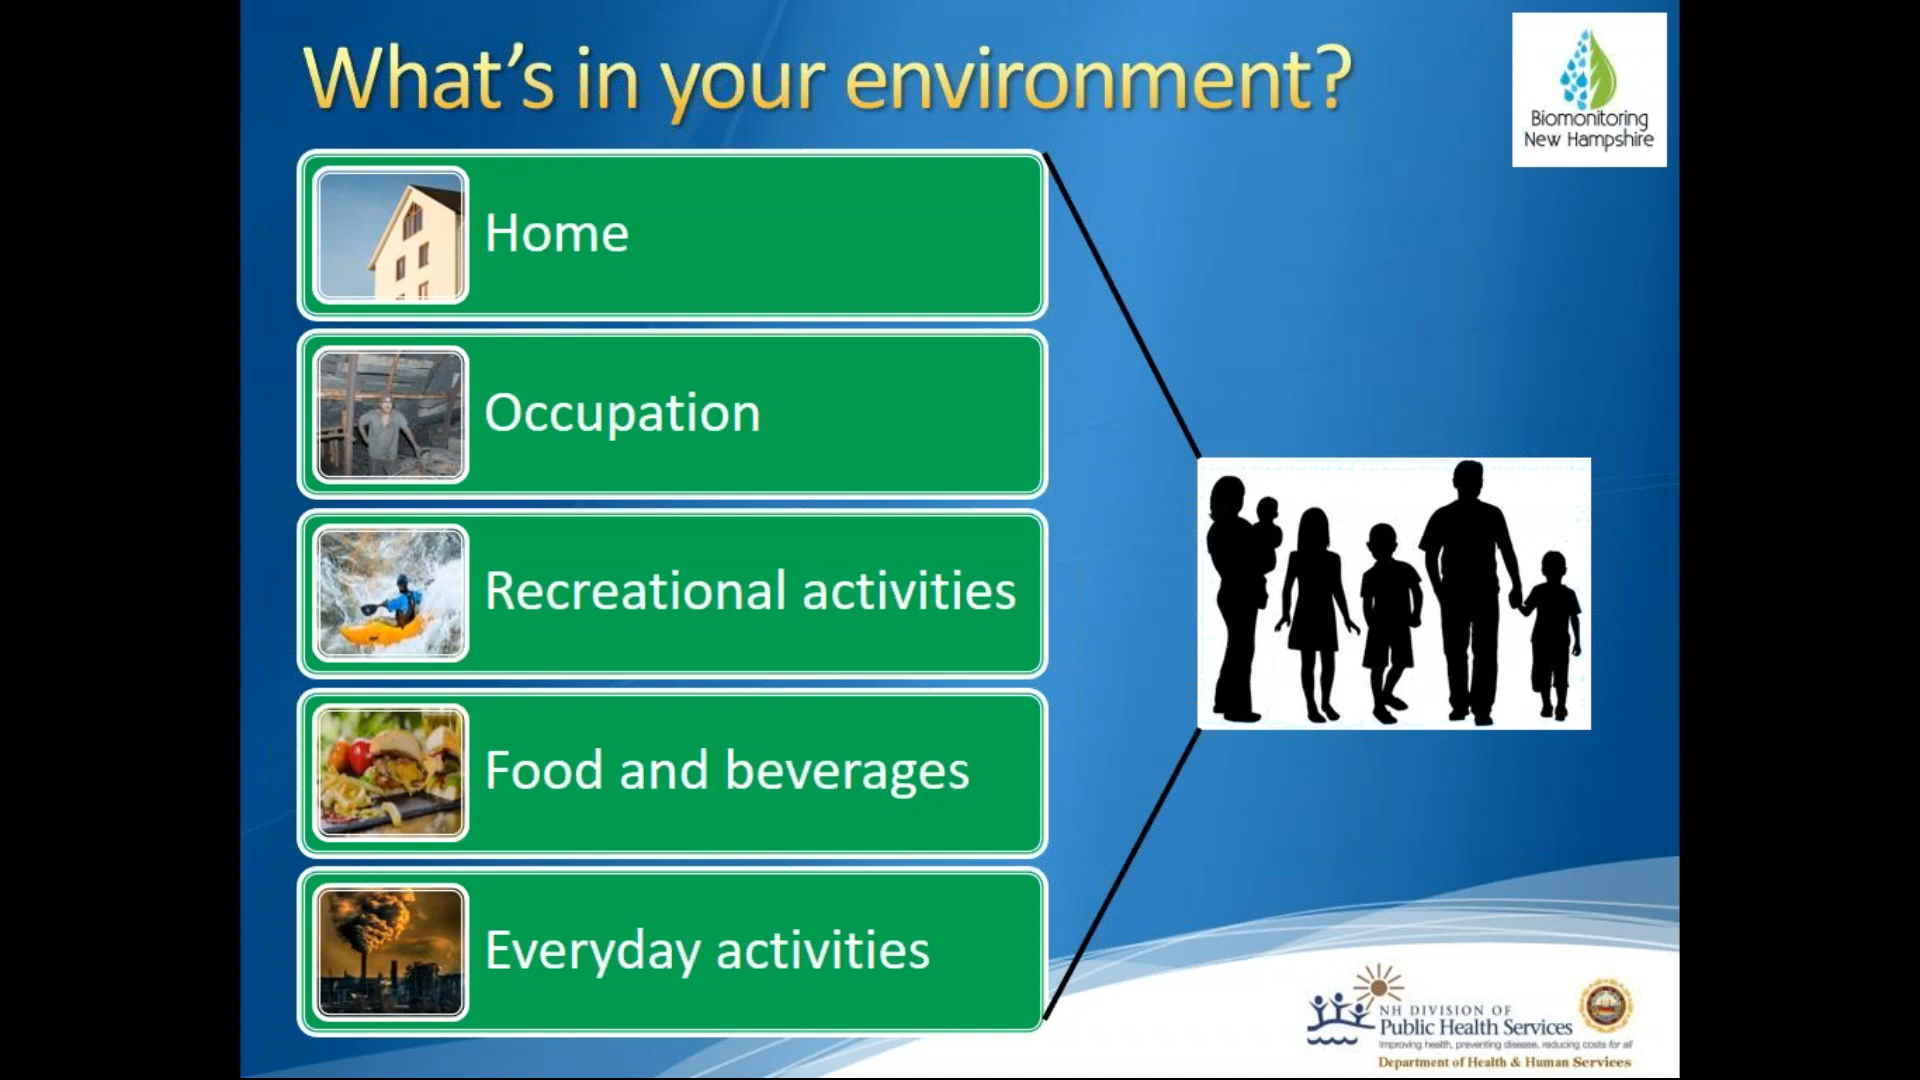 What's in your environment?
Biomonitoring
New Hampshire
Home
Occupation
Recreational activities
Food and beverages
Everyday activities
NH DIVISION OF
Public Health Services
Improving health, preventing disease, reducing costs for all
Department of Health & Human Services